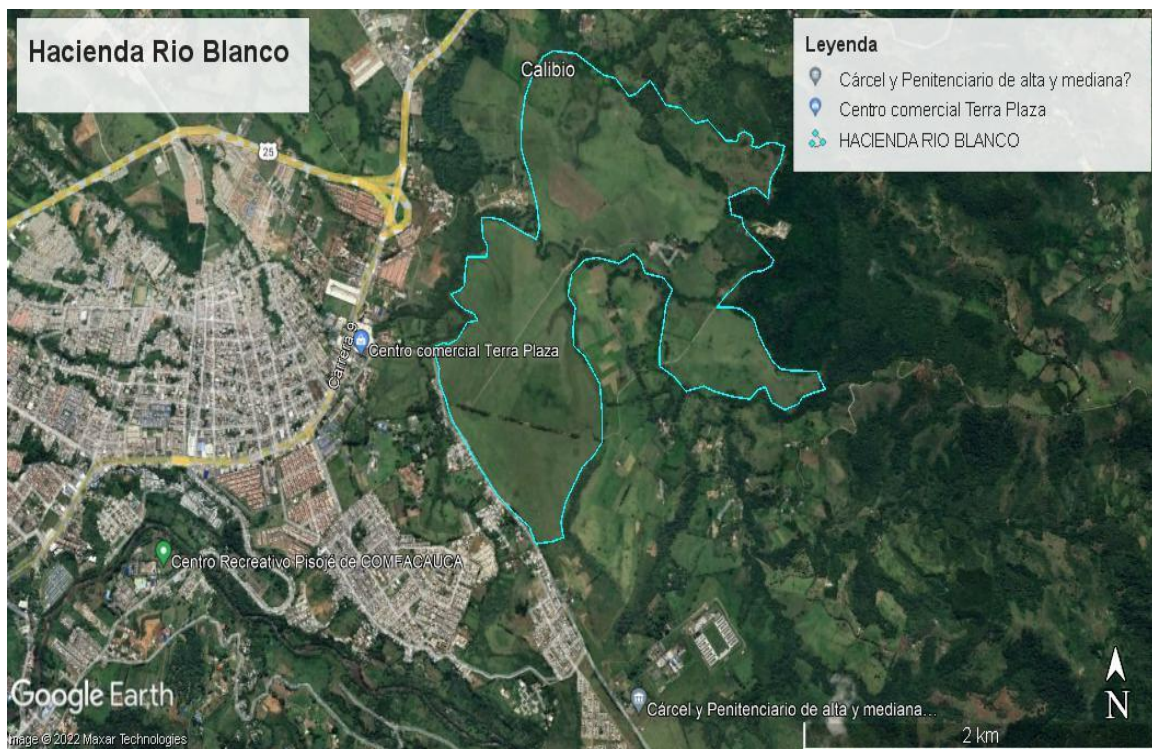 Hacienda Rio Blanco
Leyenda
Cárcel y Penitenciario de alta y mediana?
Centro comercial Terra Plaza
HACIENDA RIO BLANCO
Calibio
25
Carrera 9
Centro comercial Terra Plaza
Centro Recreativo Pisojé de COMFACAUCA
Cárcel y Penitenciario de alta y mediana...
Google Earth
Image © 2022 Maxar Technologies
N
2 km